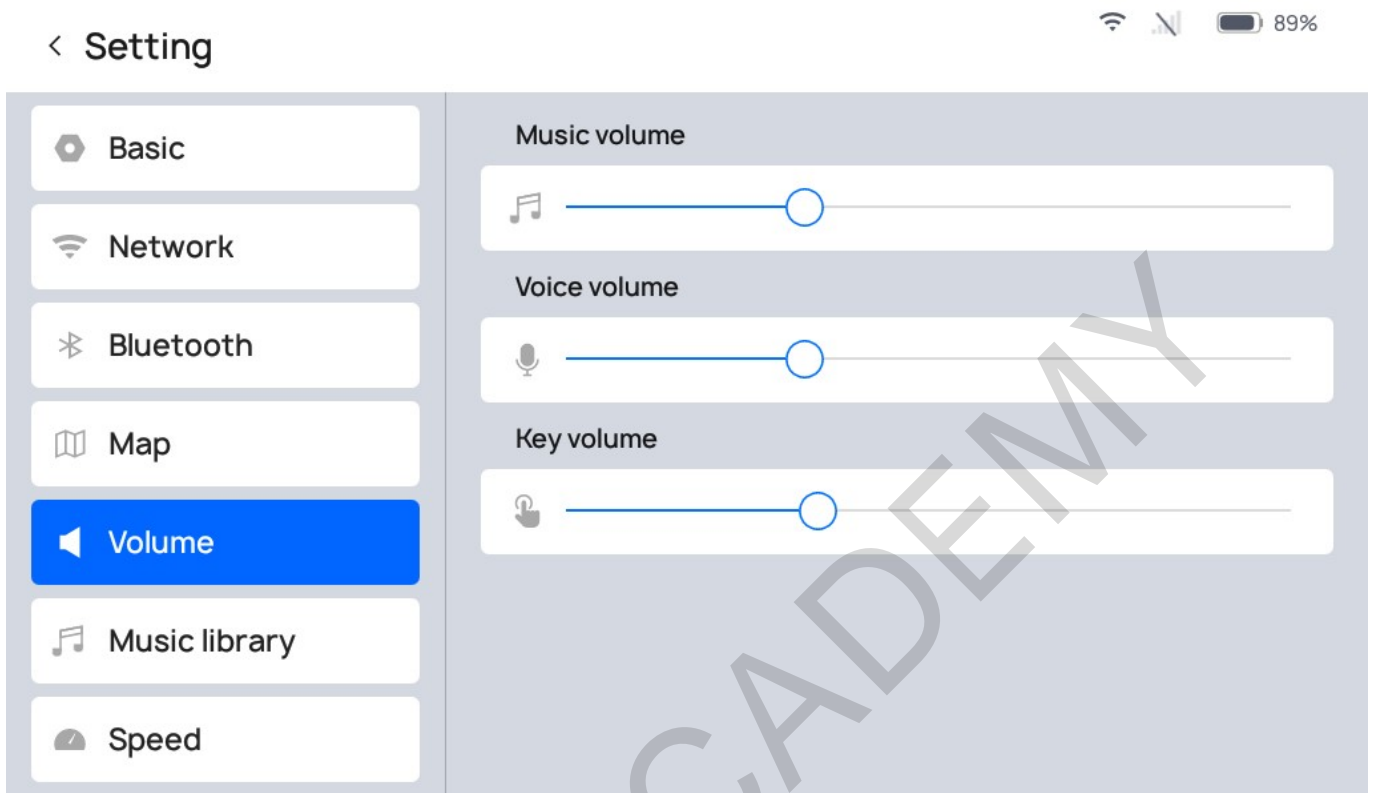 Setting
89%
Basic
Network
Bluetooth
Map
Volume
Music library
Speed
Music volume
Voice volume
Key volume
CADEMY